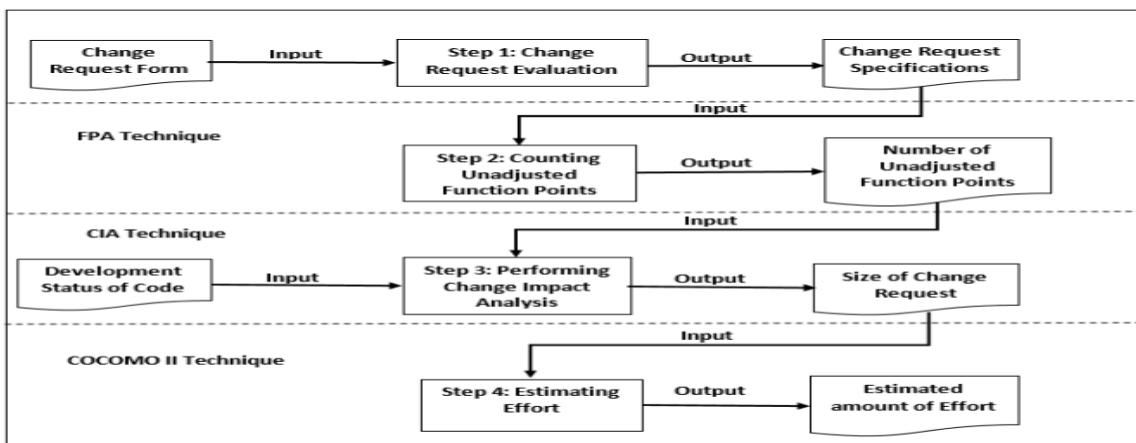 Change
Request Form
Input
Step 1: Change
Request Evaluation
Output
Change Request
Specifications
Input
FPA Technique
Step 2: Counting
Unadjusted
Function Points
Output
Number of
Unadjusted
Function Points
Input
CIA Technique
Development
Status of Code
Input
Step 3: Performing
Change Impact
Analysis
Output
Size of Change
Request
Input
COCOMO II Technique
Step 4: Estimating
Effort
Output
Estimated
amount of Effort